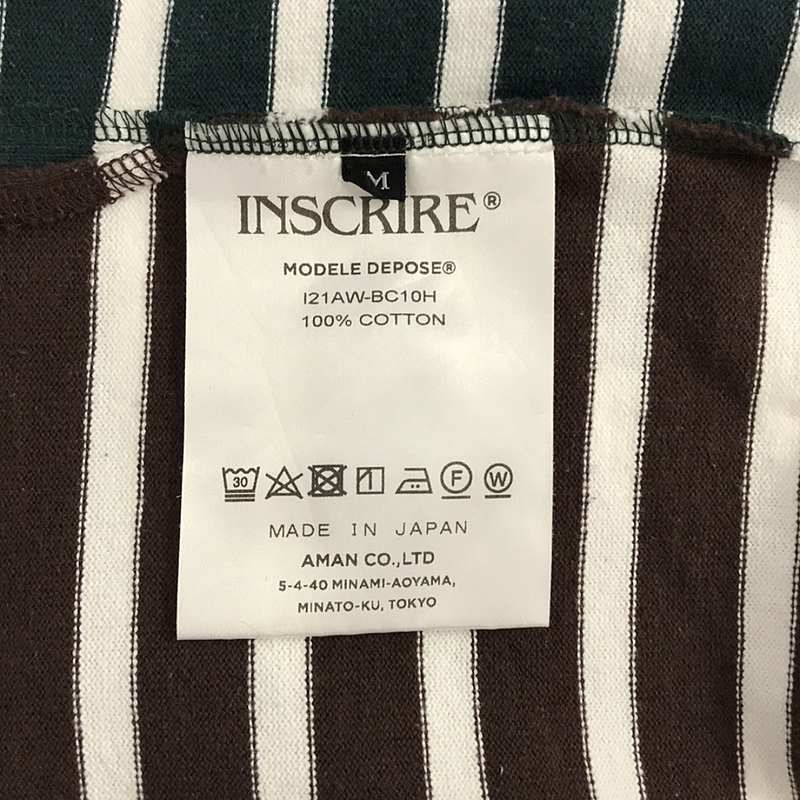 M
INSCRIRE®
MODELE DEPOSE®
I21AW-BC10H
100% COTTON
30
F
W
MADE IN JAPAN
AMAN CO.,LTD
5-4-40 MINAMI-AOYAMA,
MINATO-KU, TOKYO